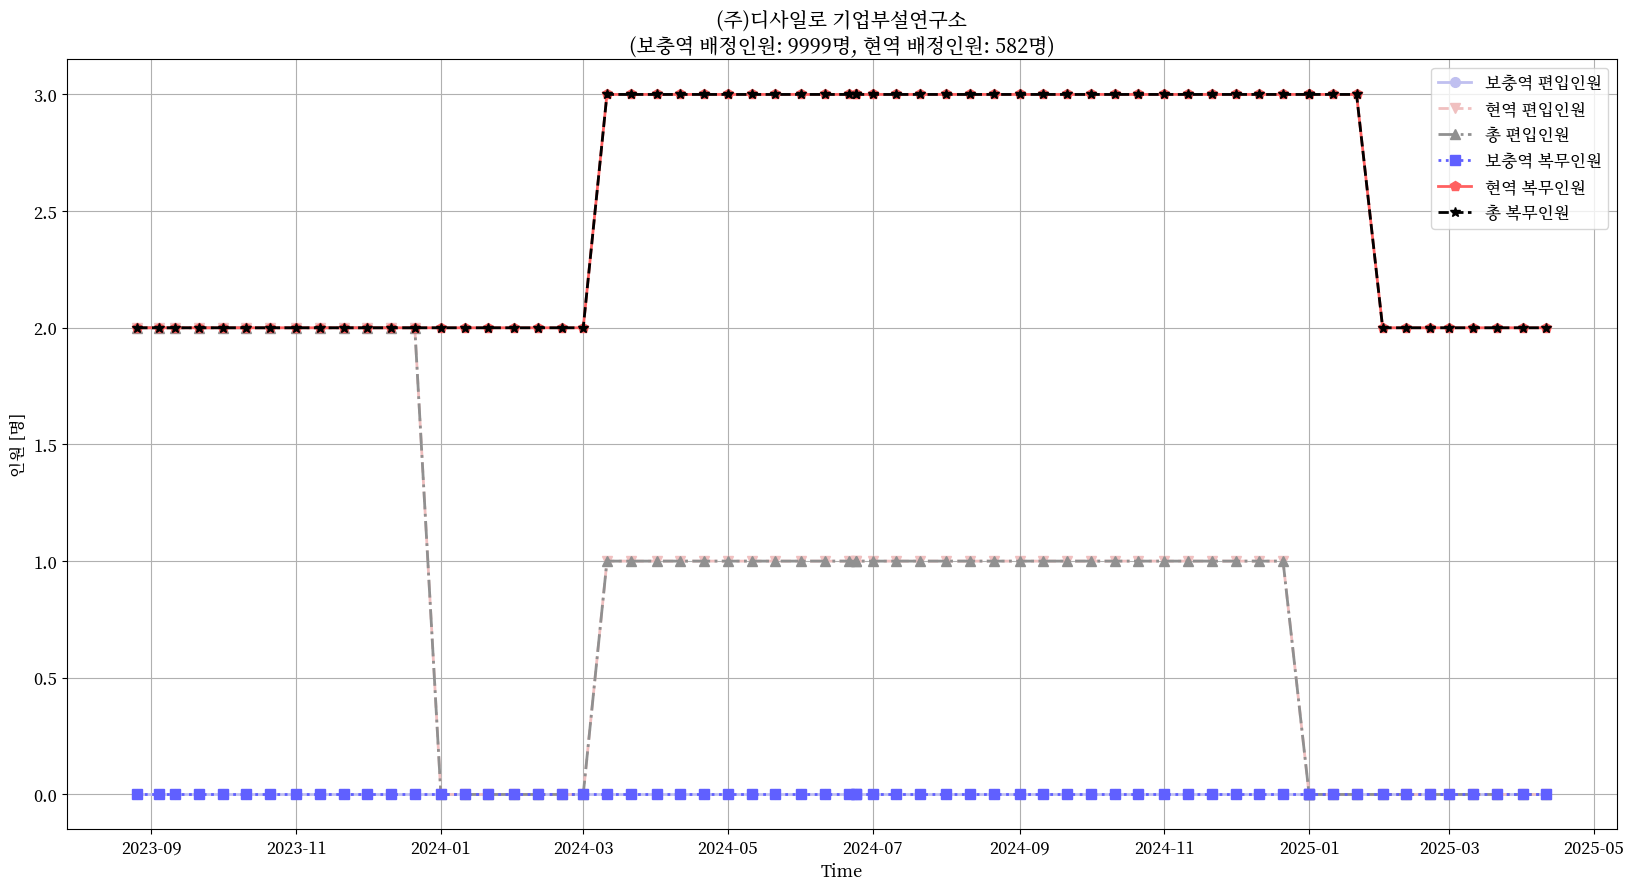 (주)디사일로 기업부설연구소
(보충역 배정인원: 9999명, 현역 배정인원: 582명)
보충역 편입인원
현역 편입인원
총 편입인원
보충역 복무인원
현역 복무인원
총 복무인원
인원 [명]
3.0
2.5
2.0
1.5
1.0
0.5
0.0
2023-09
2023-11
2024-01
2024-03
2024-05
2024-07
2024-09
2024-11
2025-01
2025-03
2025-05
Time